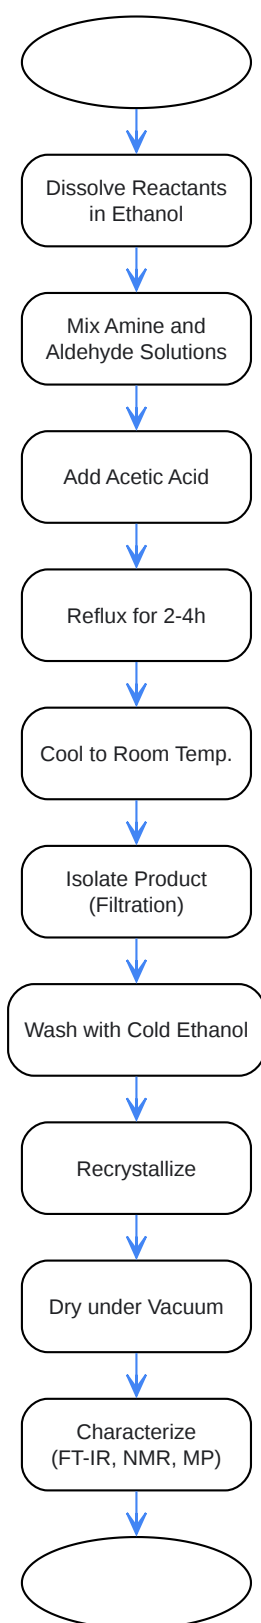 Dissolve Reactants
in Ethanol
Mix Amine and
Aldehyde Solutions
Add Acetic Acid
Reflux for 2-4h
Cool to Room Temp.
Isolate Product
(Filtration)
Wash with Cold Ethanol
Recrystallize
Dry under Vacuum
Characterize
(FT-IR, NMR, MP)